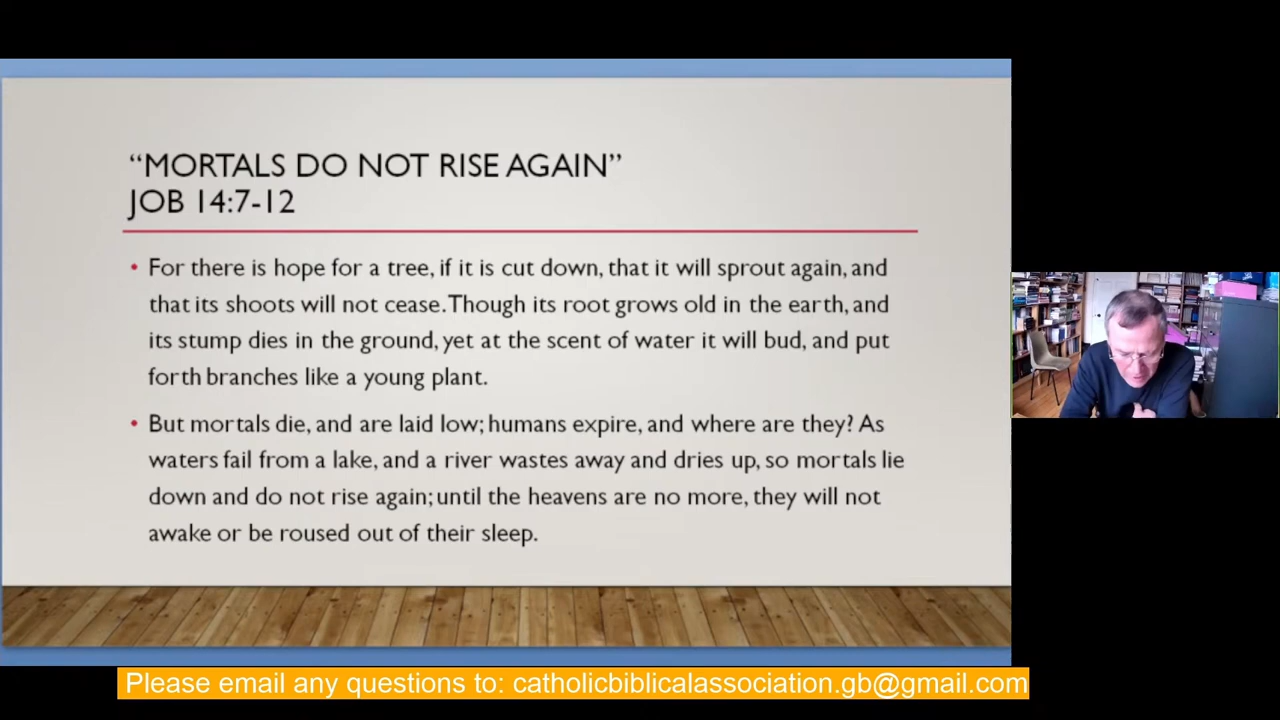 “MORTALS DO NOT RISE AGAIN”
JOB 14:7-12
• For there is hope for a tree, if it is cut down, that it will sprout again, and
that its shoots will not cease. Though its root grows old in the earth, and
its stump dies in the ground, yet at the scent of water it will bud, and put
forth branches like a young plant.
• But mortals die, and are laid low; humans expire, and where are they? As
waters fail from a lake, and a river wastes away and dries up, so mortals lie
down and do not rise again; until the heavens are no more, they will not
awake or be roused out of their sleep.
Please email any questions to: catholicbiblicalassociation.gb@gmail.com